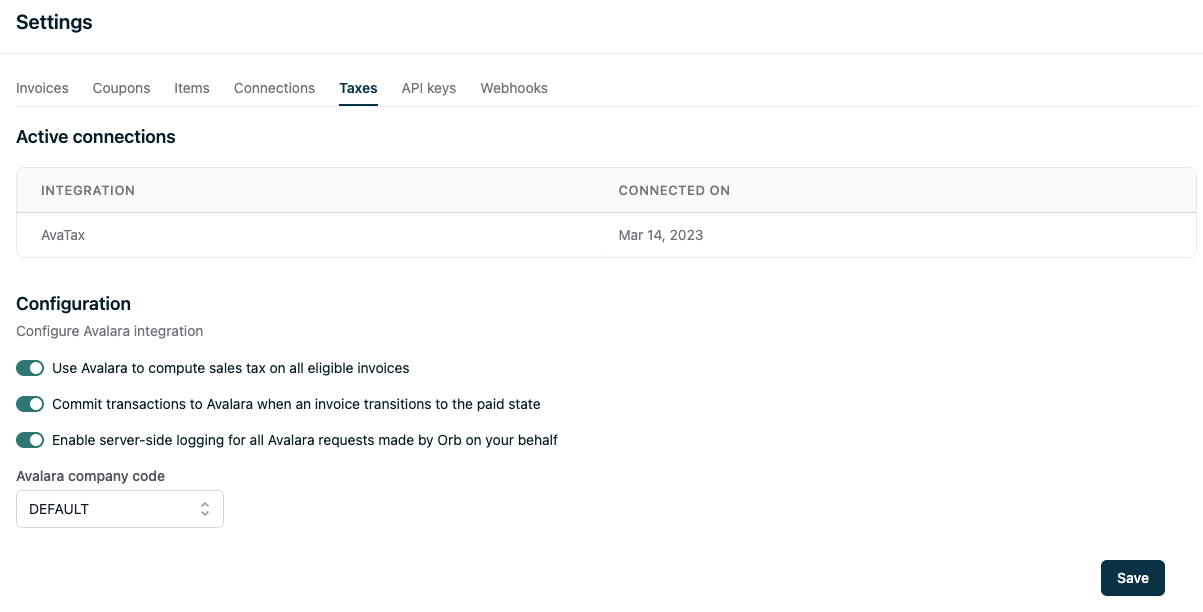 Settings
Invoices Coupons Items Connections Taxes API keys Webhooks
Active connections
INTEGRATION CONNECTED ON
AvaTax Mar 14, 2023
Configuration
Configure Avalara integration
Use Avalara to compute sales tax on all eligible invoices
Commit transactions to Avalara when an invoice transitions to the paid state
Enable server-side logging for all Avalara requests made by Orb on your behalf
Avalara company code
DEFAULT
Save